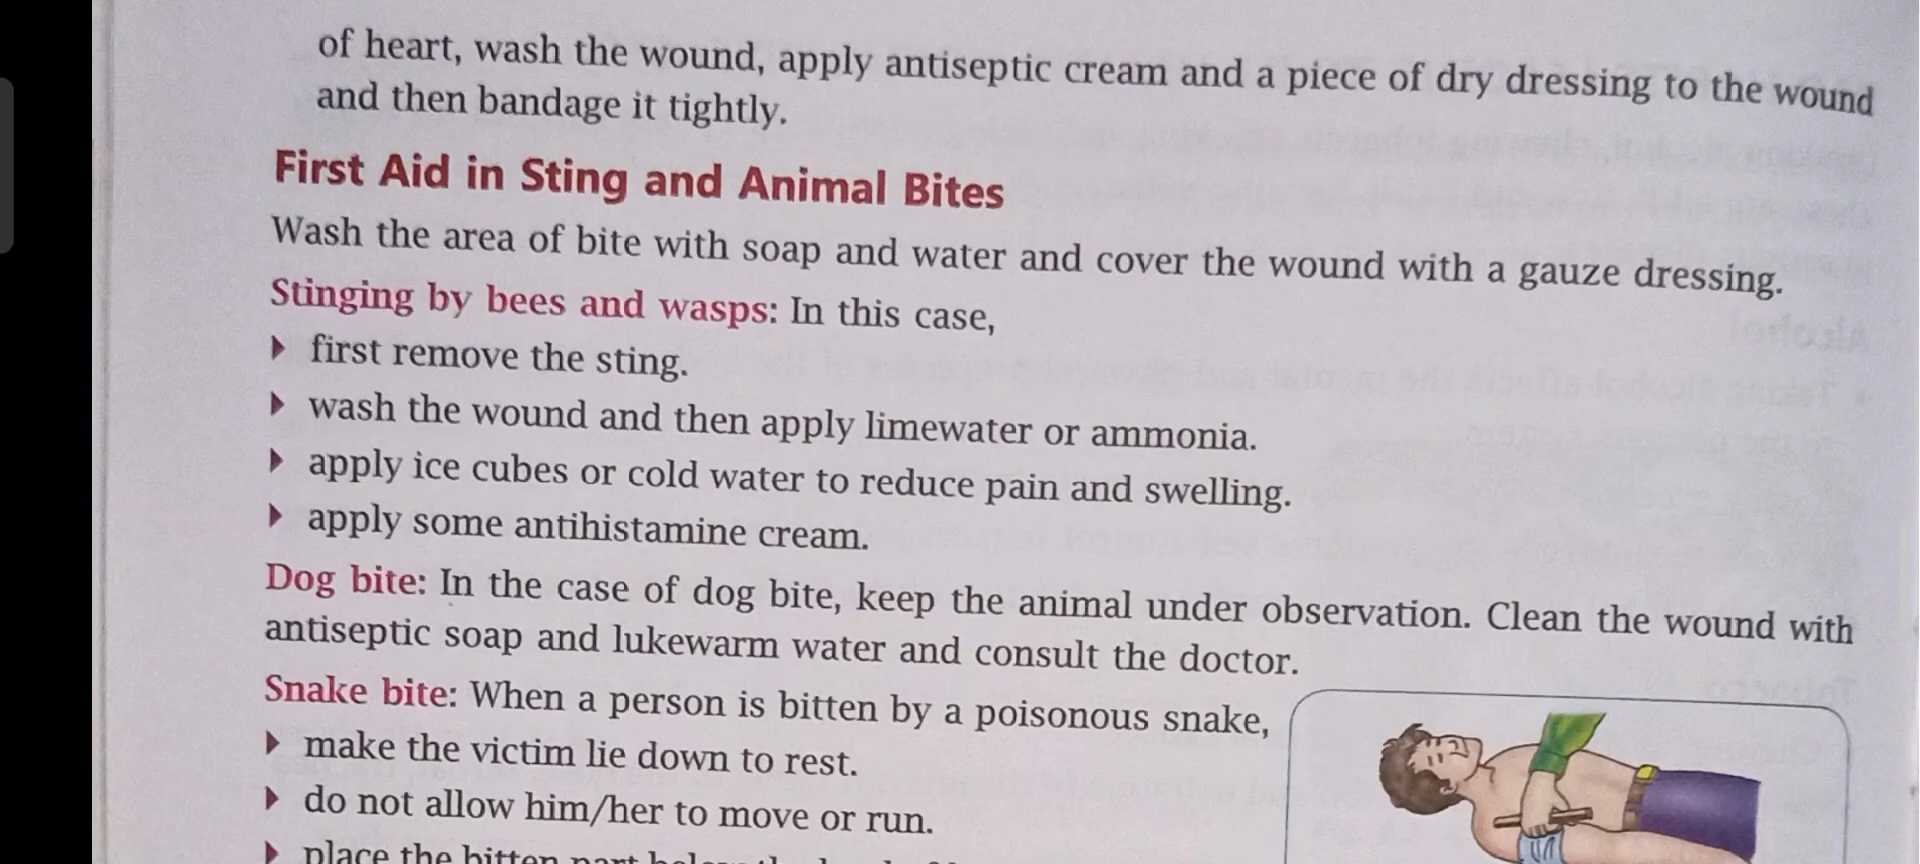 of heart, wash the wound, apply antiseptic cream and a piece of dry dressing to the wound
and then bandage it tightly.
First Aid in Sting and Animal Bites
Wash the area of bite with soap and water and cover the wound with a gauze dressing.
Stinging by bees and wasps: In this case,
first remove the sting.
wash the wound and then apply limewater or ammonia.
apply ice cubes or cold water to reduce pain and swelling.
apply some antihistamine cream.
Dog bite: In the case of dog bite, keep the animal under observation. Clean the wound with
antiseptic soap and lukewarm water and consult the doctor.
Snake bite: When a person is bitten by a poisonous snake,
make the victim lie down to rest.
do not allow him/her to move or run.
place the bitten part